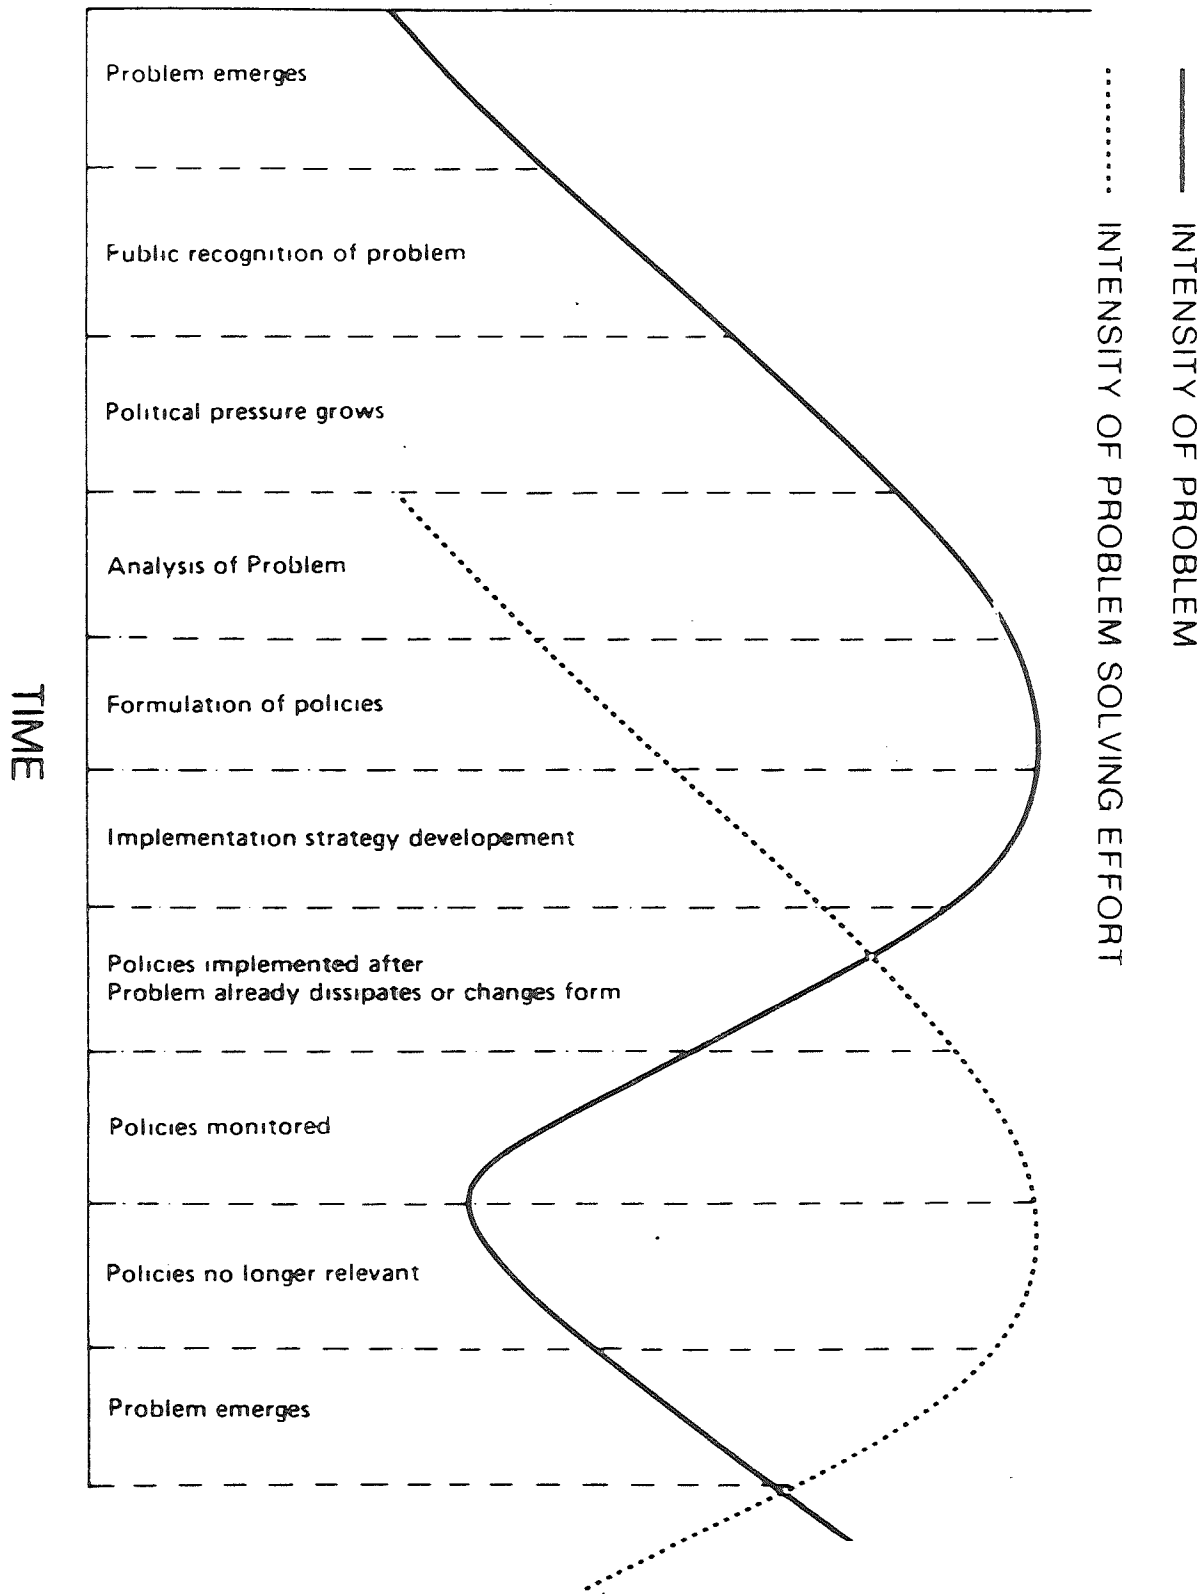 INTENSITY OF PROBLEM
INTENSITY OF PROBLEM SOLVING EFFORT
Problem emerges
Public recognition of problem
Political pressure grows
Analysis of Problem
Formulation of policies
Implementation strategy developement
Policies implemented after
Problem already dissipates or changes form
Policies monitored
Policies no longer relevant
Problem emerges
TIME